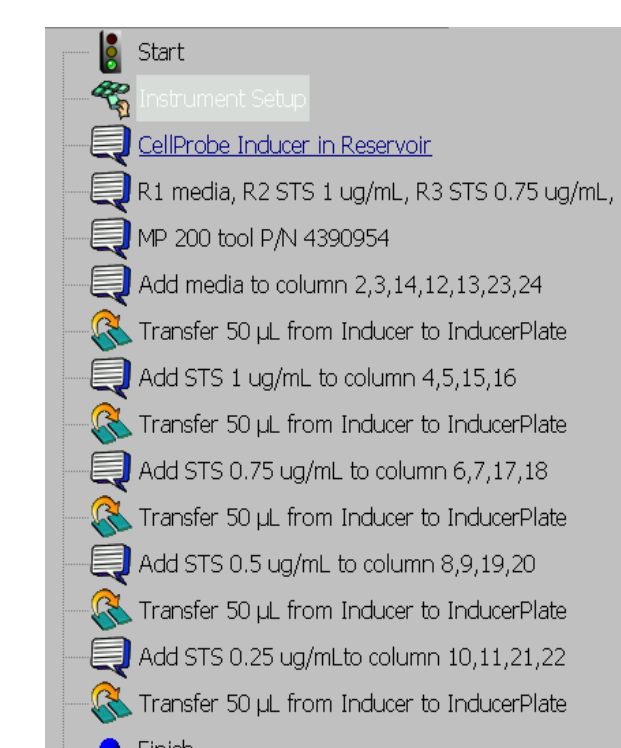 Start
Instrument Setup
CellProbe Inducer in Reservoir
R1 media, R2 STS 1 ug/mL, R3 STS 0.75 ug/mL,
MP 200 tool P/N 4390954
Add media to column 2,3,14,12,13,23,24
Transfer 50 µL from Inducer to InducerPlate
Add STS 1 ug/mL to column 4,5,15,16
Transfer 50 µL from Inducer to InducerPlate
Add STS 0.75 ug/mL to column 6,7,17,18
Transfer 50 µL from Inducer to InducerPlate
Add STS 0.5 ug/mL to column 8,9,19,20
Transfer 50 µL from Inducer to InducerPlate
Add STS 0.25 ug/mLto column 10,11,21,22
Transfer 50 µL from Inducer to InducerPlate
Finish